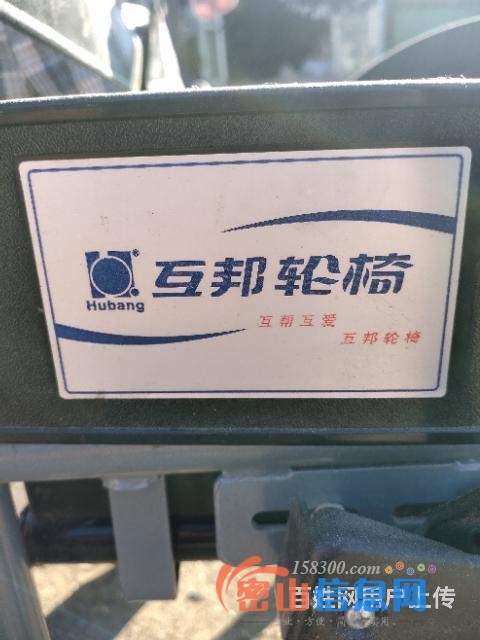 互邦轮椅
Hubang
互帮互爱
互邦轮椅
158300.com
密山信息网
百姓网用户上传